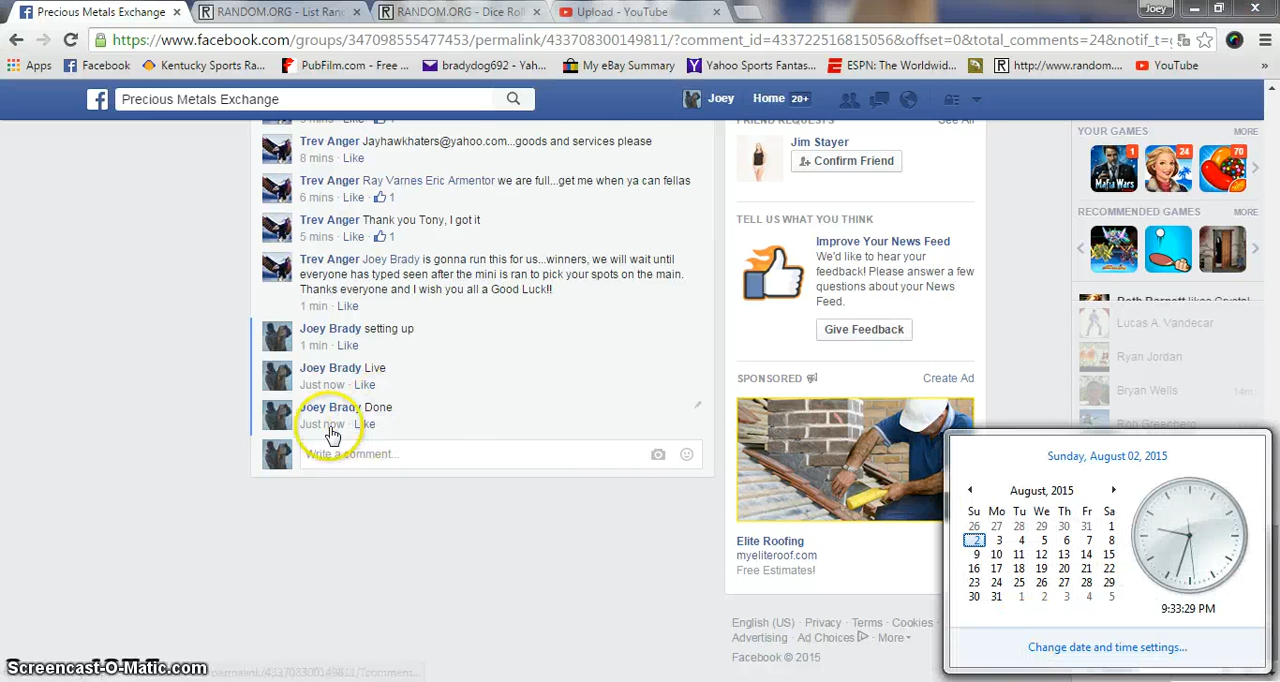 Precious Metals Exchange
RANDOM.ORG - List Ran
RANDOM.ORG - Dice Roll
Upload - YouTube
Joey
https://www.facebook.com/groups/347098555477453/permalink/433708300149811/?comment_id=433722516815056&offset=0&total_comments=24&notif_t=
Apps
Facebook
Kentucky Sports Ra...
PubFilm.com - Free ...
bradydog692 - Yah...
My eBay Summary
Yahoo Sports Fantas...
ESPN: The Worldwid...
http://www.random....
YouTube
»
Precious Metals Exchange
Joey
Home 20+
Trev Anger Jayhawkhaters@yahoo.com...goods and services please
8 mins · Like
Trev Anger Ray Varnes Eric Armentor we are full...get me when ya can fellas
6 mins · Like · 1
Trev Anger Thank you Tony, I got it
5 mins · Like · 1
Trev Anger Joey Brady is gonna run this for us...winners, we will wait until
everyone has typed seen after the mini is ran to pick your spots on the main.
Thanks everyone and I wish you all a Good Luck!!
1 min · Like
Joey Brady setting up
1 min · Like
Joey Brady Live
Just now · Like
Joey Brady Done
Just now · Like
Write a comment...
FRIEND REQUESTS
See All
Jim Stayer
Confirm Friend
TELL US WHAT YOU THINK
Improve Your News Feed
We'd like to hear your
feedback! Please answer a few
questions about your News
Feed.
Give Feedback
SPONSORED
Create Ad
Elite Roofing
myeliteroof.com
Free Estimates!
English (US) · Privacy · Terms · Cookies ·
Advertising · Ad Choices · More
Facebook © 2015
YOUR GAMES
MORE
1
24
70
RECOMMENDED GAMES
MORE
Beth Barnett likes Crystal
Lucas A. Vandecar
Ryan Jordan
Bryan Wells
14m
Rob Greenberg
Sunday, August 02, 2015
August, 2015
Su Mo Tu We Th Fr Sa
26 27 28 29 30 31 1
2 3 4 5 6 7 8
9 10 11 12 13 14 15
16 17 18 19 20 21 22
23 24 25 26 27 28 29
30 31 1 2 3 4 5
9:33:29 PM
Change date and time settings...
Screencast-O-Matic.com